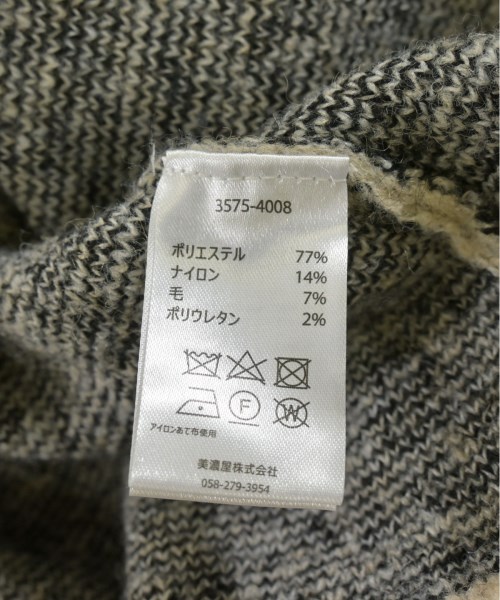 3575-4008
ポリエステル 77%
ナイロン 14%
毛 7%
ポリウレタン 2%
F W
アイロンあて布使用
美濃屋株式会社
058-279-3954